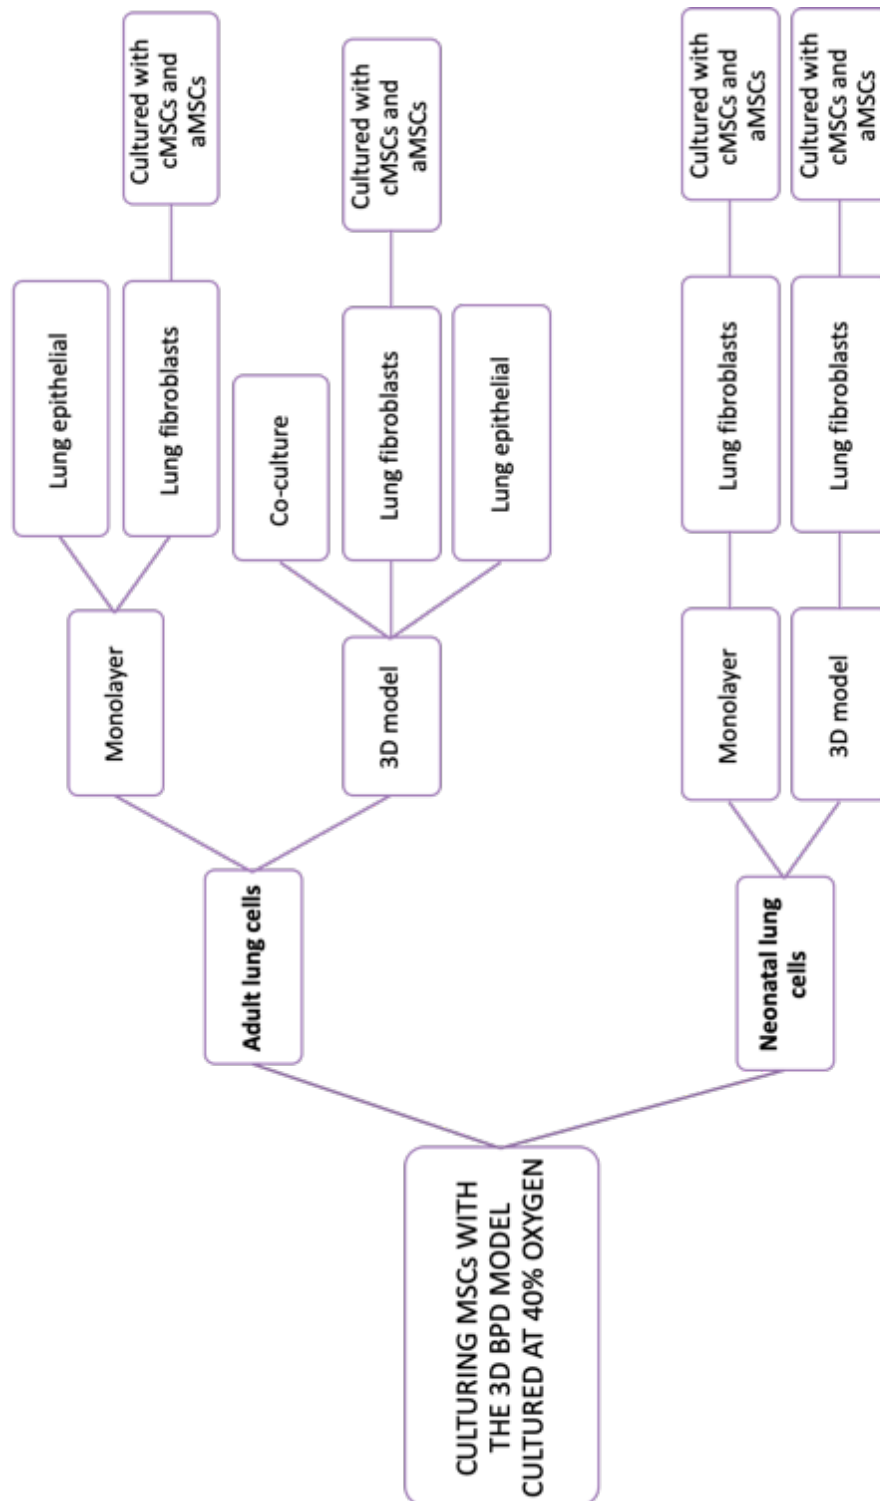 CULTURING MSCs WITH
THE 3D BPD MODEL
CULTURED AT 40% OXYGEN
Adult lung cells
Monolayer
Lung epithelial
Lung fibroblasts
Cultured with
cMSCs and
aMSCs
3D model
Co-culture
Lung fibroblasts
Cultured with
cMSCs and
aMSCs
Lung epithelial
Neonatal lung
cells
Monolayer
Lung fibroblasts
Cultured with
cMSCs and
aMSCs
3D model
Lung fibroblasts
Cultured with
cMSCs and
aMSCs